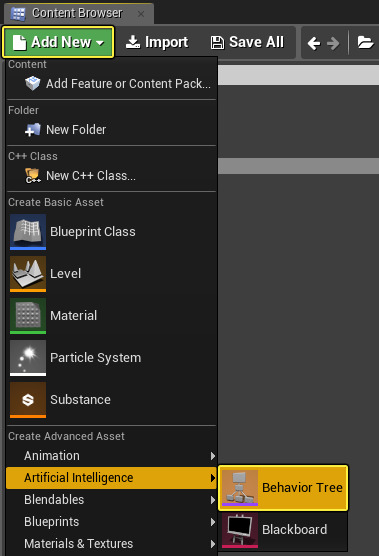 Content Browser
Add New
Import
Save All
Content
Add Feature or Content Pack...
Folder
New Folder
C++ Class
New C++ Class...
Create Basic Asset
Blueprint Class
Level
Material
Particle System
Substance
Create Advanced Asset
Animation
Artificial Intelligence
Behavior Tree
Blendables
Blackboard
Blueprints
Materials & Textures